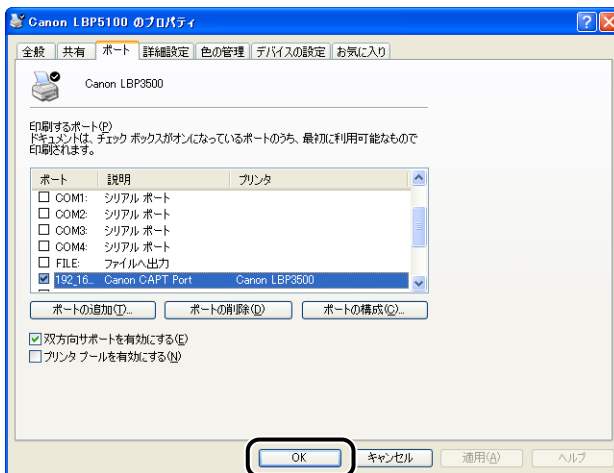 Canon LBP5100 のプロパティ
全般 共有 ポート 詳細設定 色の管理 デバイスの設定 お気に入り
Canon LBP3500
印刷するポート(P)
ドキュメントは、チェック ボックスがオンになっているポートのうち、最初に利用可能なもので
印刷されます。
ポート 説明 プリンタ
COM1: シリアル ポート
COM2: シリアル ポート
COM3: シリアル ポート
COM4: シリアル ポート
FILE: ファイルへ出力
192_16... Canon CAPT Port Canon LBP3500
ポートの追加(T)... ポートの削除(D) ポートの構成(C)...
双方向サポートを有効にする(E)
プリンタ プールを有効にする(N)
OK キャンセル 適用(A) ヘルプ